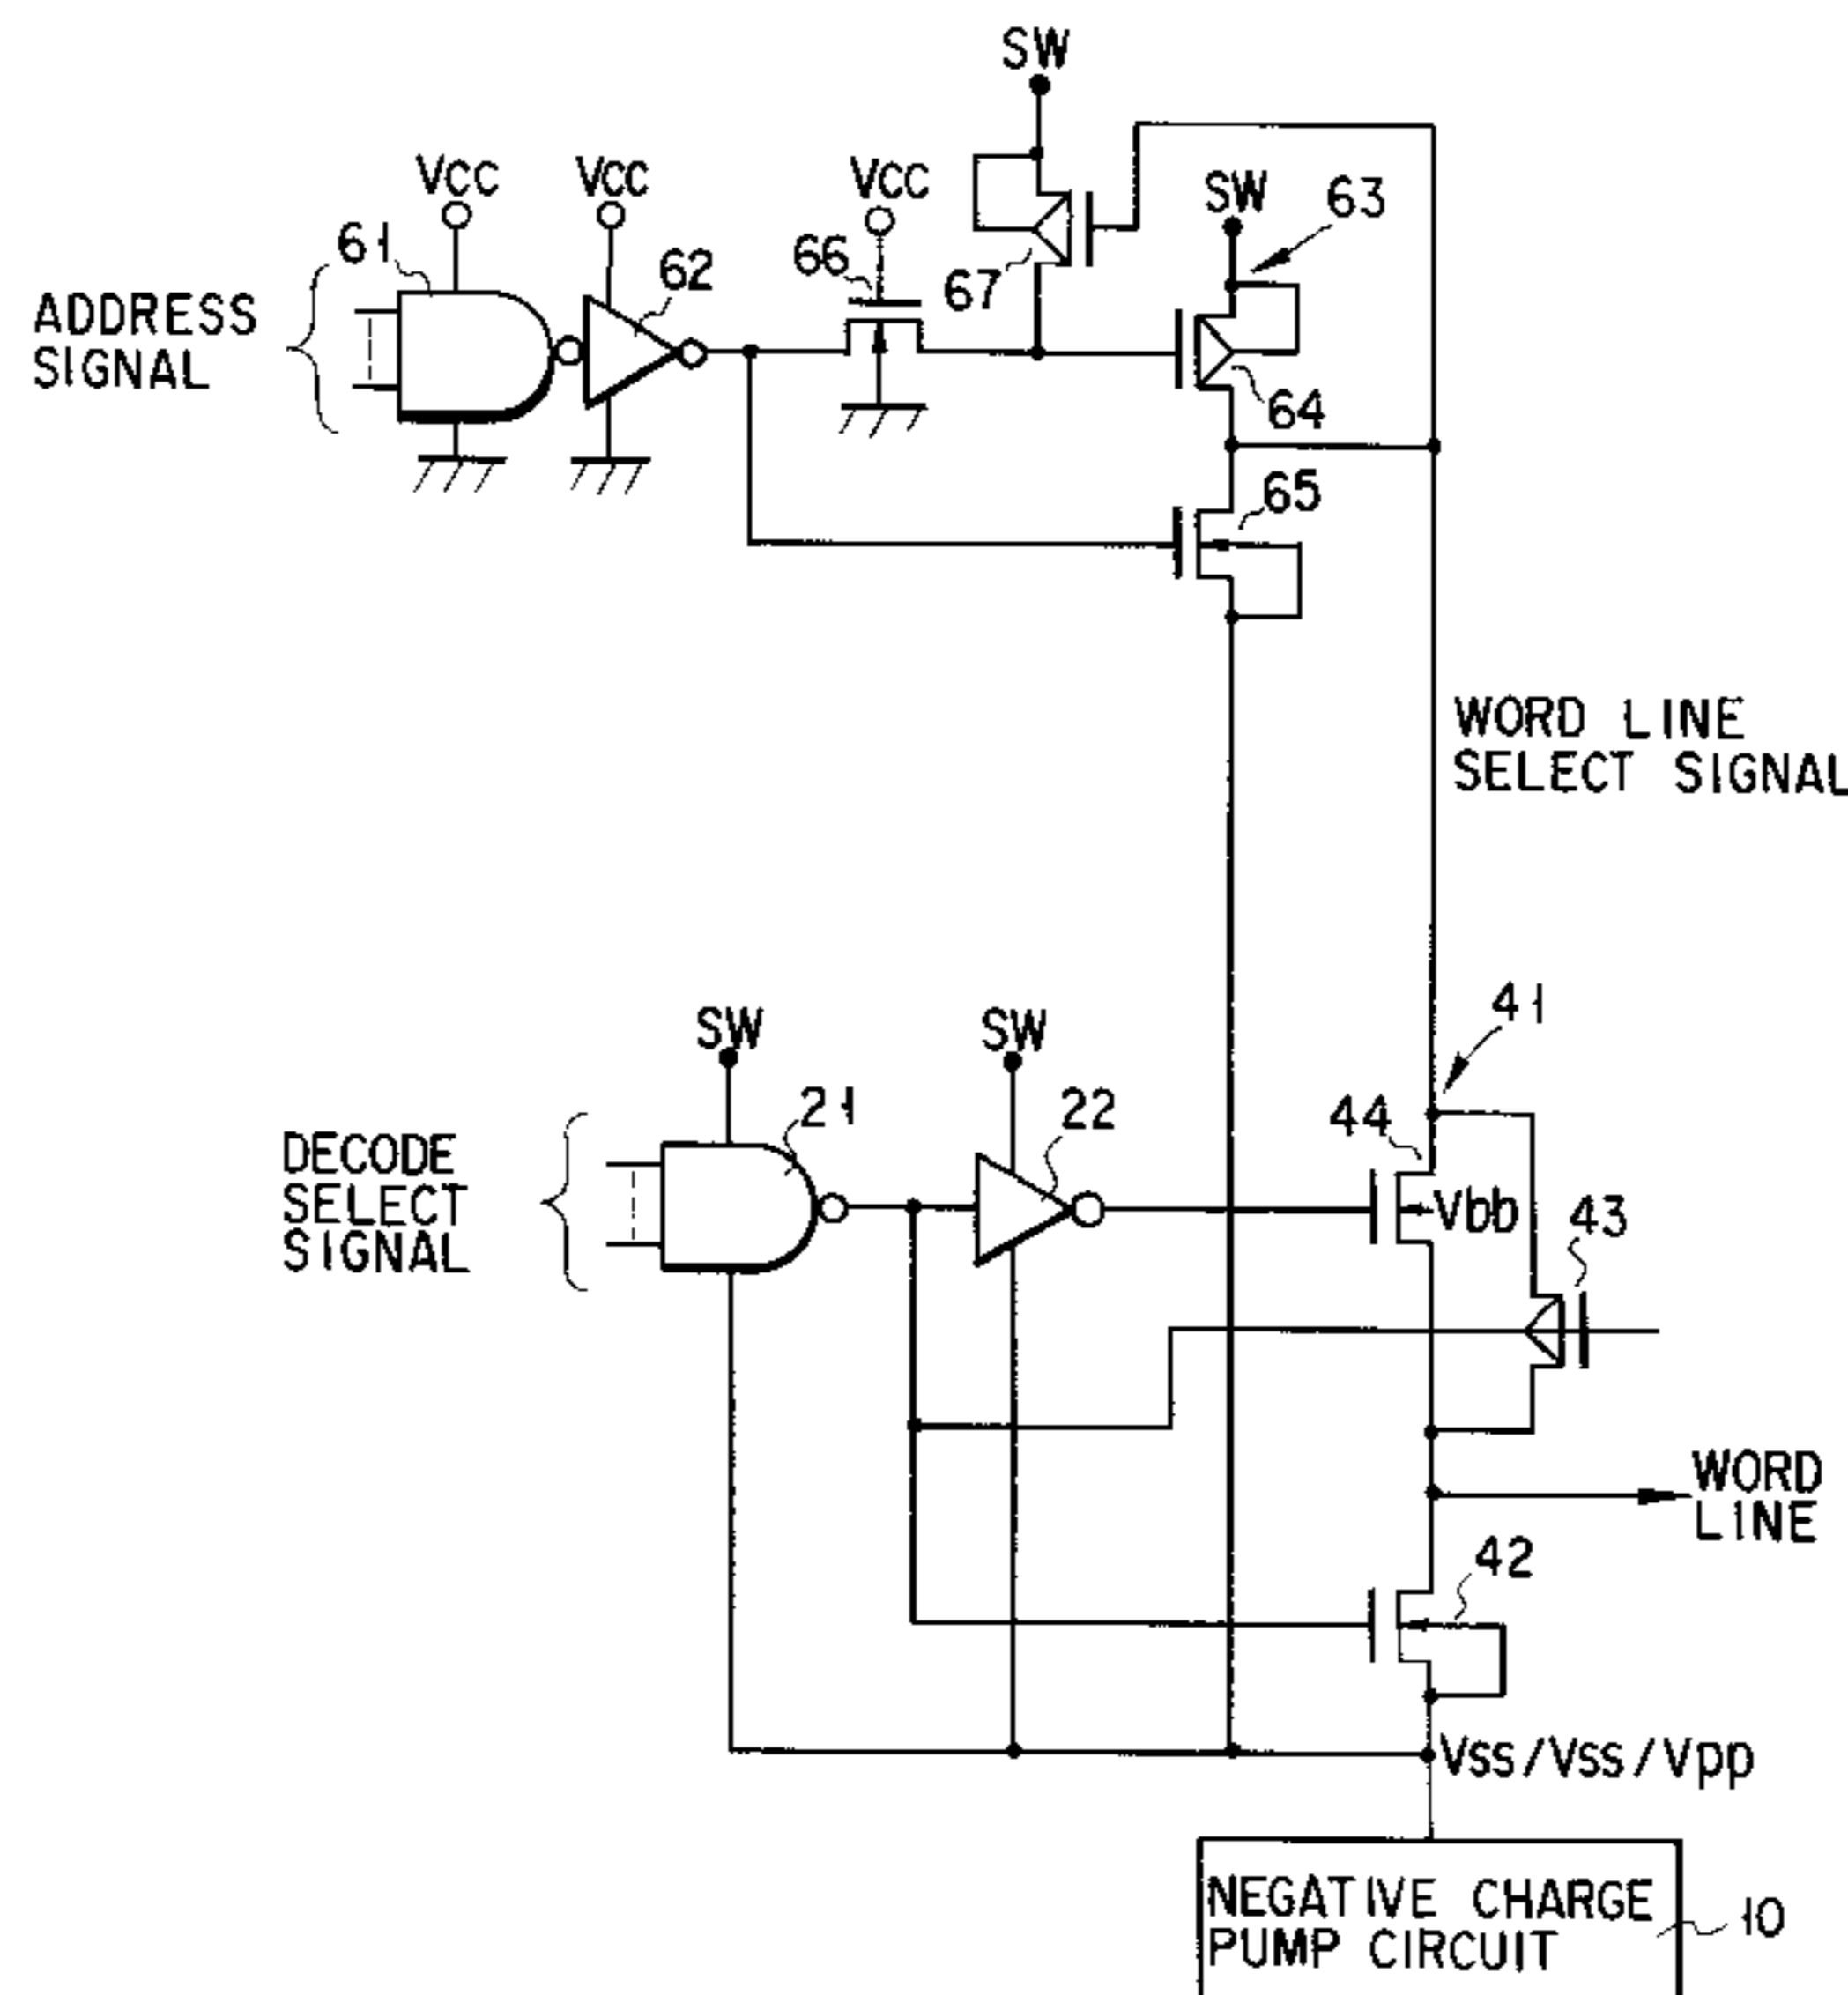 SW
VCC
VCC
VCC
SW
63
61
62
66
67
ADDRESS
SIGNAL
64
65
WORD LINE
SELECT SIGNAL
SW
SW
41
21
22
44
DECODE
SELECT
SIGNAL
Vbb
43
WORD
LINE
42
VSS/VSS/Vpp
NEGATIVE CHARGE
PUMP CIRCUIT
10